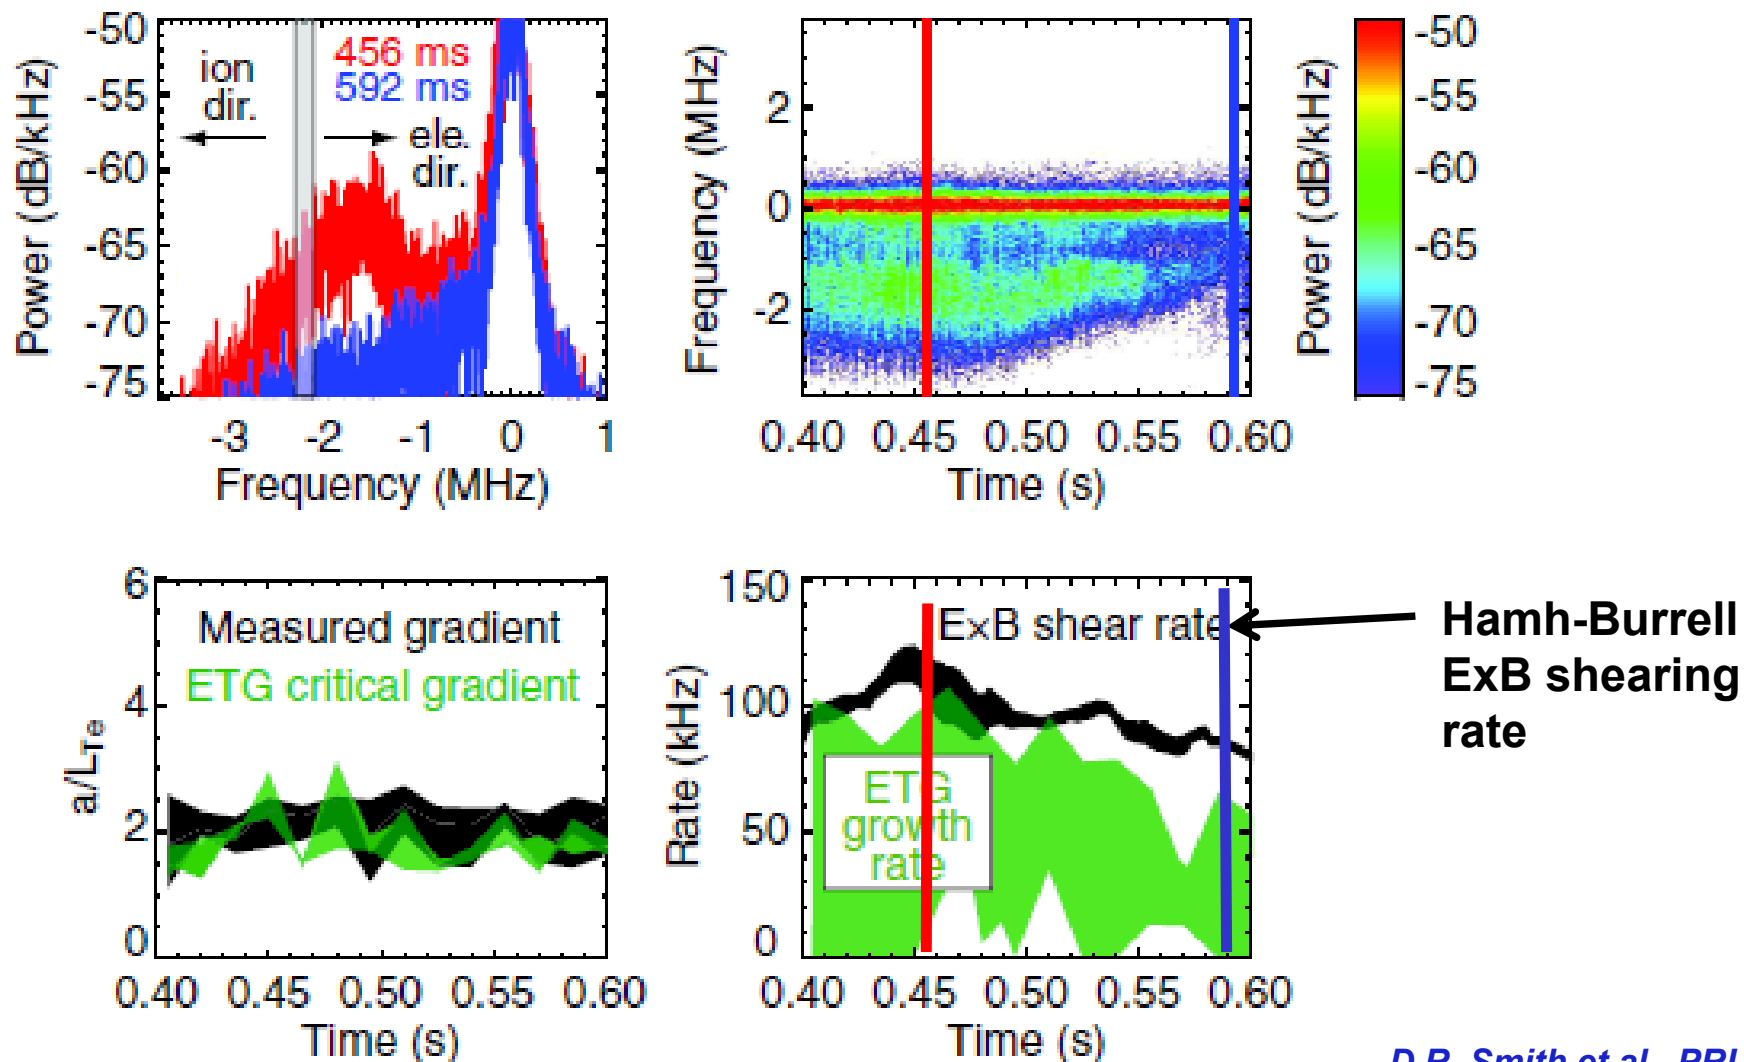 Power (dB/kHz)
-50
-55
-60
-65
-70
-75
ion
dir.
456 ms
592 ms
ele.
dir.
-3 -2 -1 0 1
Frequency (MHz)
Frequency (MHz)
2
0
-2
0.40 0.45 0.50 0.55 0.60
Time (s)
Power (dB/kHz)
-50
-55
-60
-65
-70
-75
a/LTe
6
4
2
0
Measured gradient
ETG critical gradient
0.40 0.45 0.50 0.55 0.60
Time (s)
Rate (kHz)
150
100
50
0
ExB shear rate
ETG
growth
rate
0.40 0.45 0.50 0.55 0.60
Time (s)
Hamh-Burrell
ExB shearing
rate
D.R. Smith et al., PRL